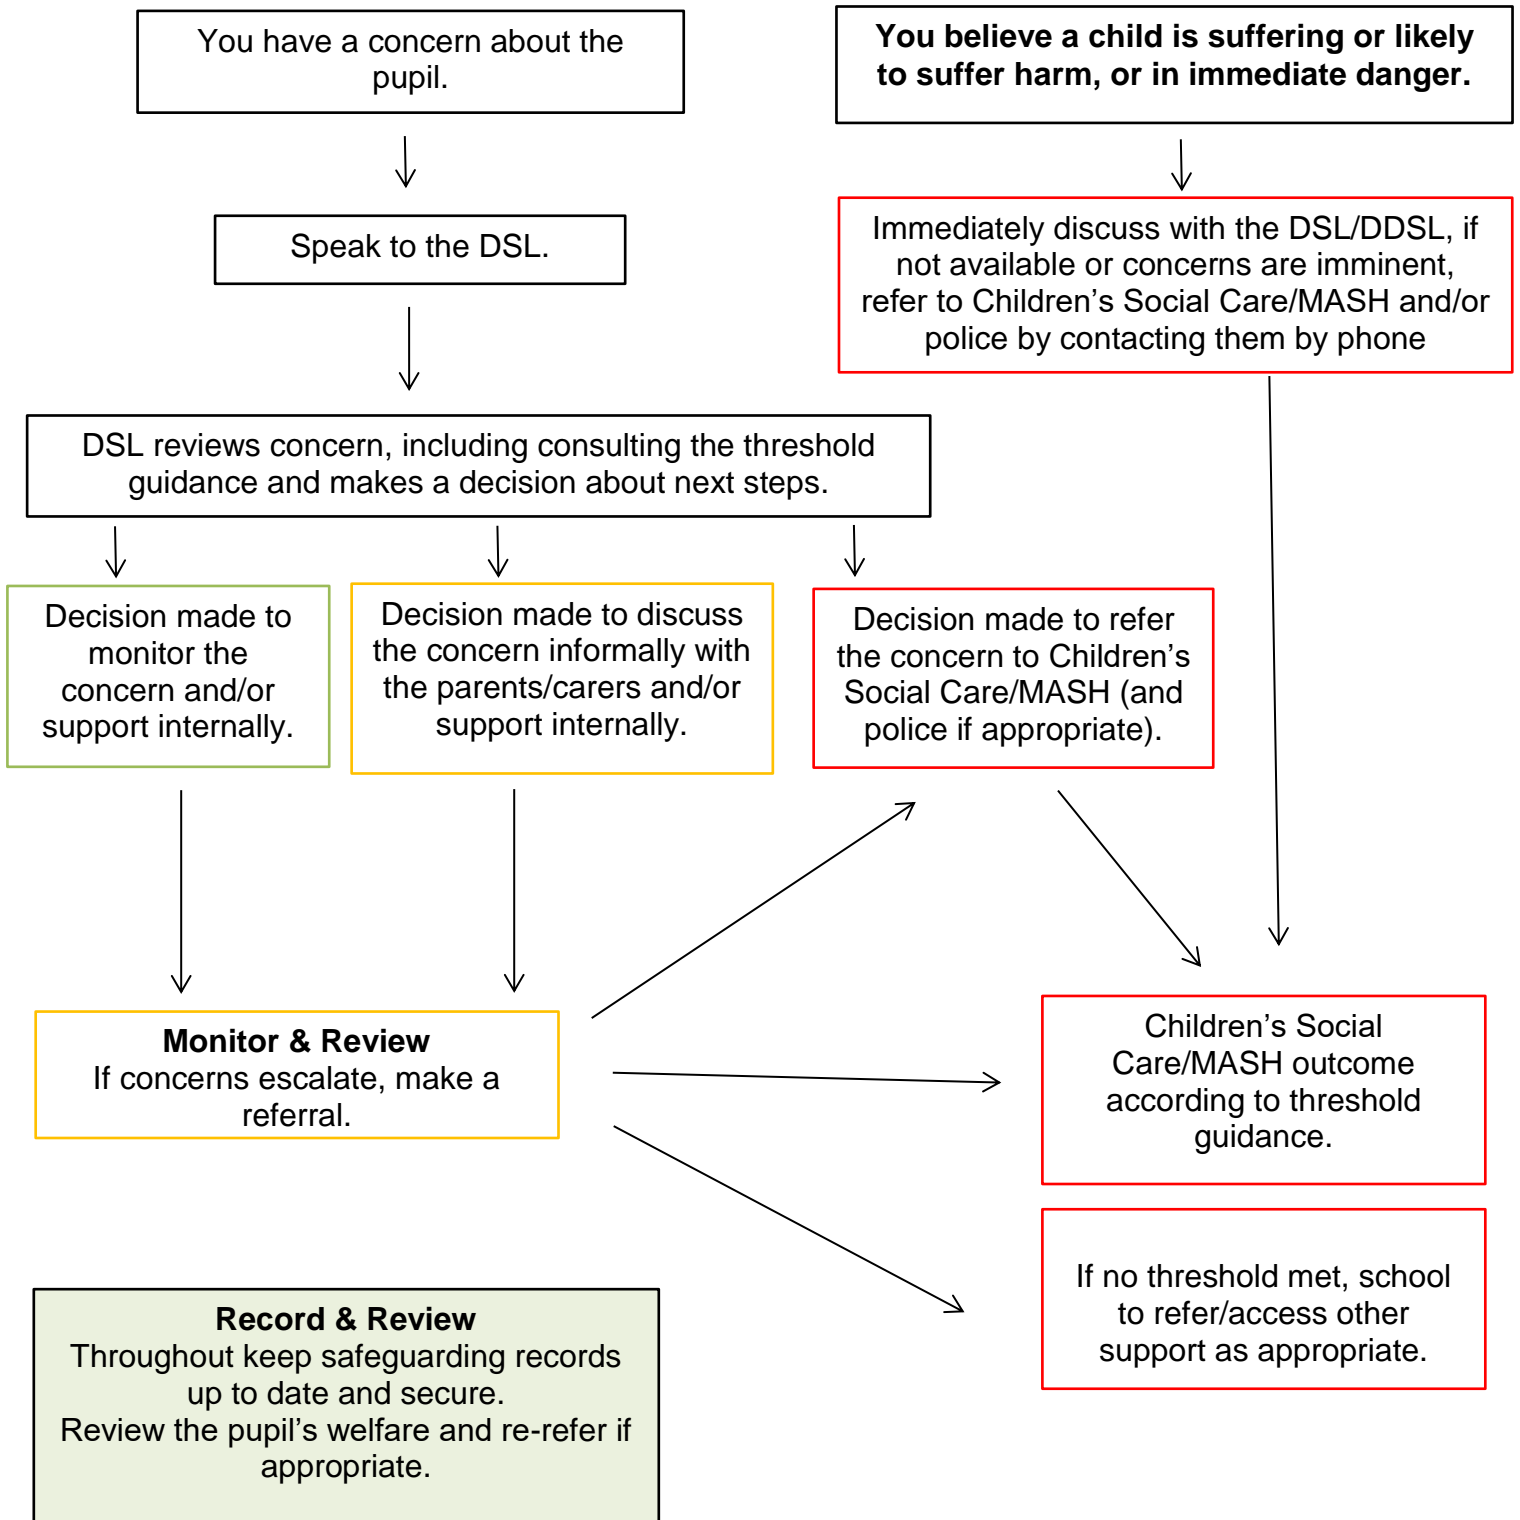 You have a concern about the
pupil.
You believe a child is suffering or likely
to suffer harm, or in immediate danger.
Speak to the DSL.
Immediately discuss with the DSL/DDSL, if
not available or concerns are imminent,
refer to Children’s Social Care/MASH and/or
police by contacting them by phone
DSL reviews concern, including consulting the threshold
guidance and makes a decision about next steps.
Decision made to
monitor the
concern and/or
support internally.
Decision made to discuss
the concern informally with
the parents/carers and/or
support internally.
Decision made to refer
the concern to Children’s
Social Care/MASH (and
police if appropriate).
Monitor & Review
If concerns escalate, make a
referral.
Children’s Social
Care/MASH outcome
according to threshold
guidance.
If no threshold met, school
to refer/access other
support as appropriate.
Record & Review
Throughout keep safeguarding records
up to date and secure.
Review the pupil’s welfare and re-refer if
appropriate.